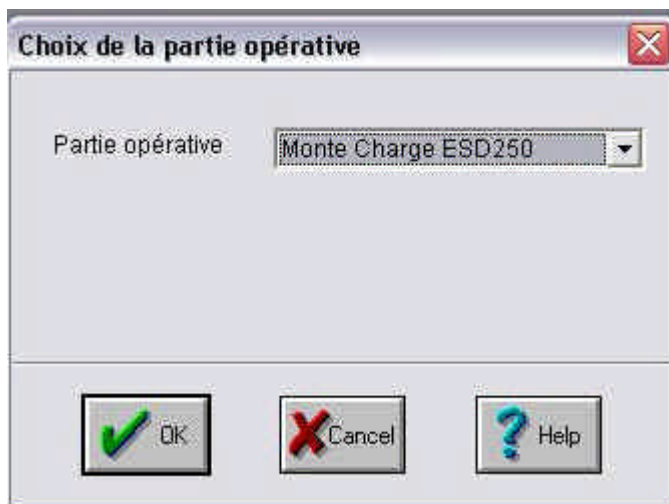 Choix de la partie opérative
Partie opérative Monte Charge ESD250
OK Cancel Help